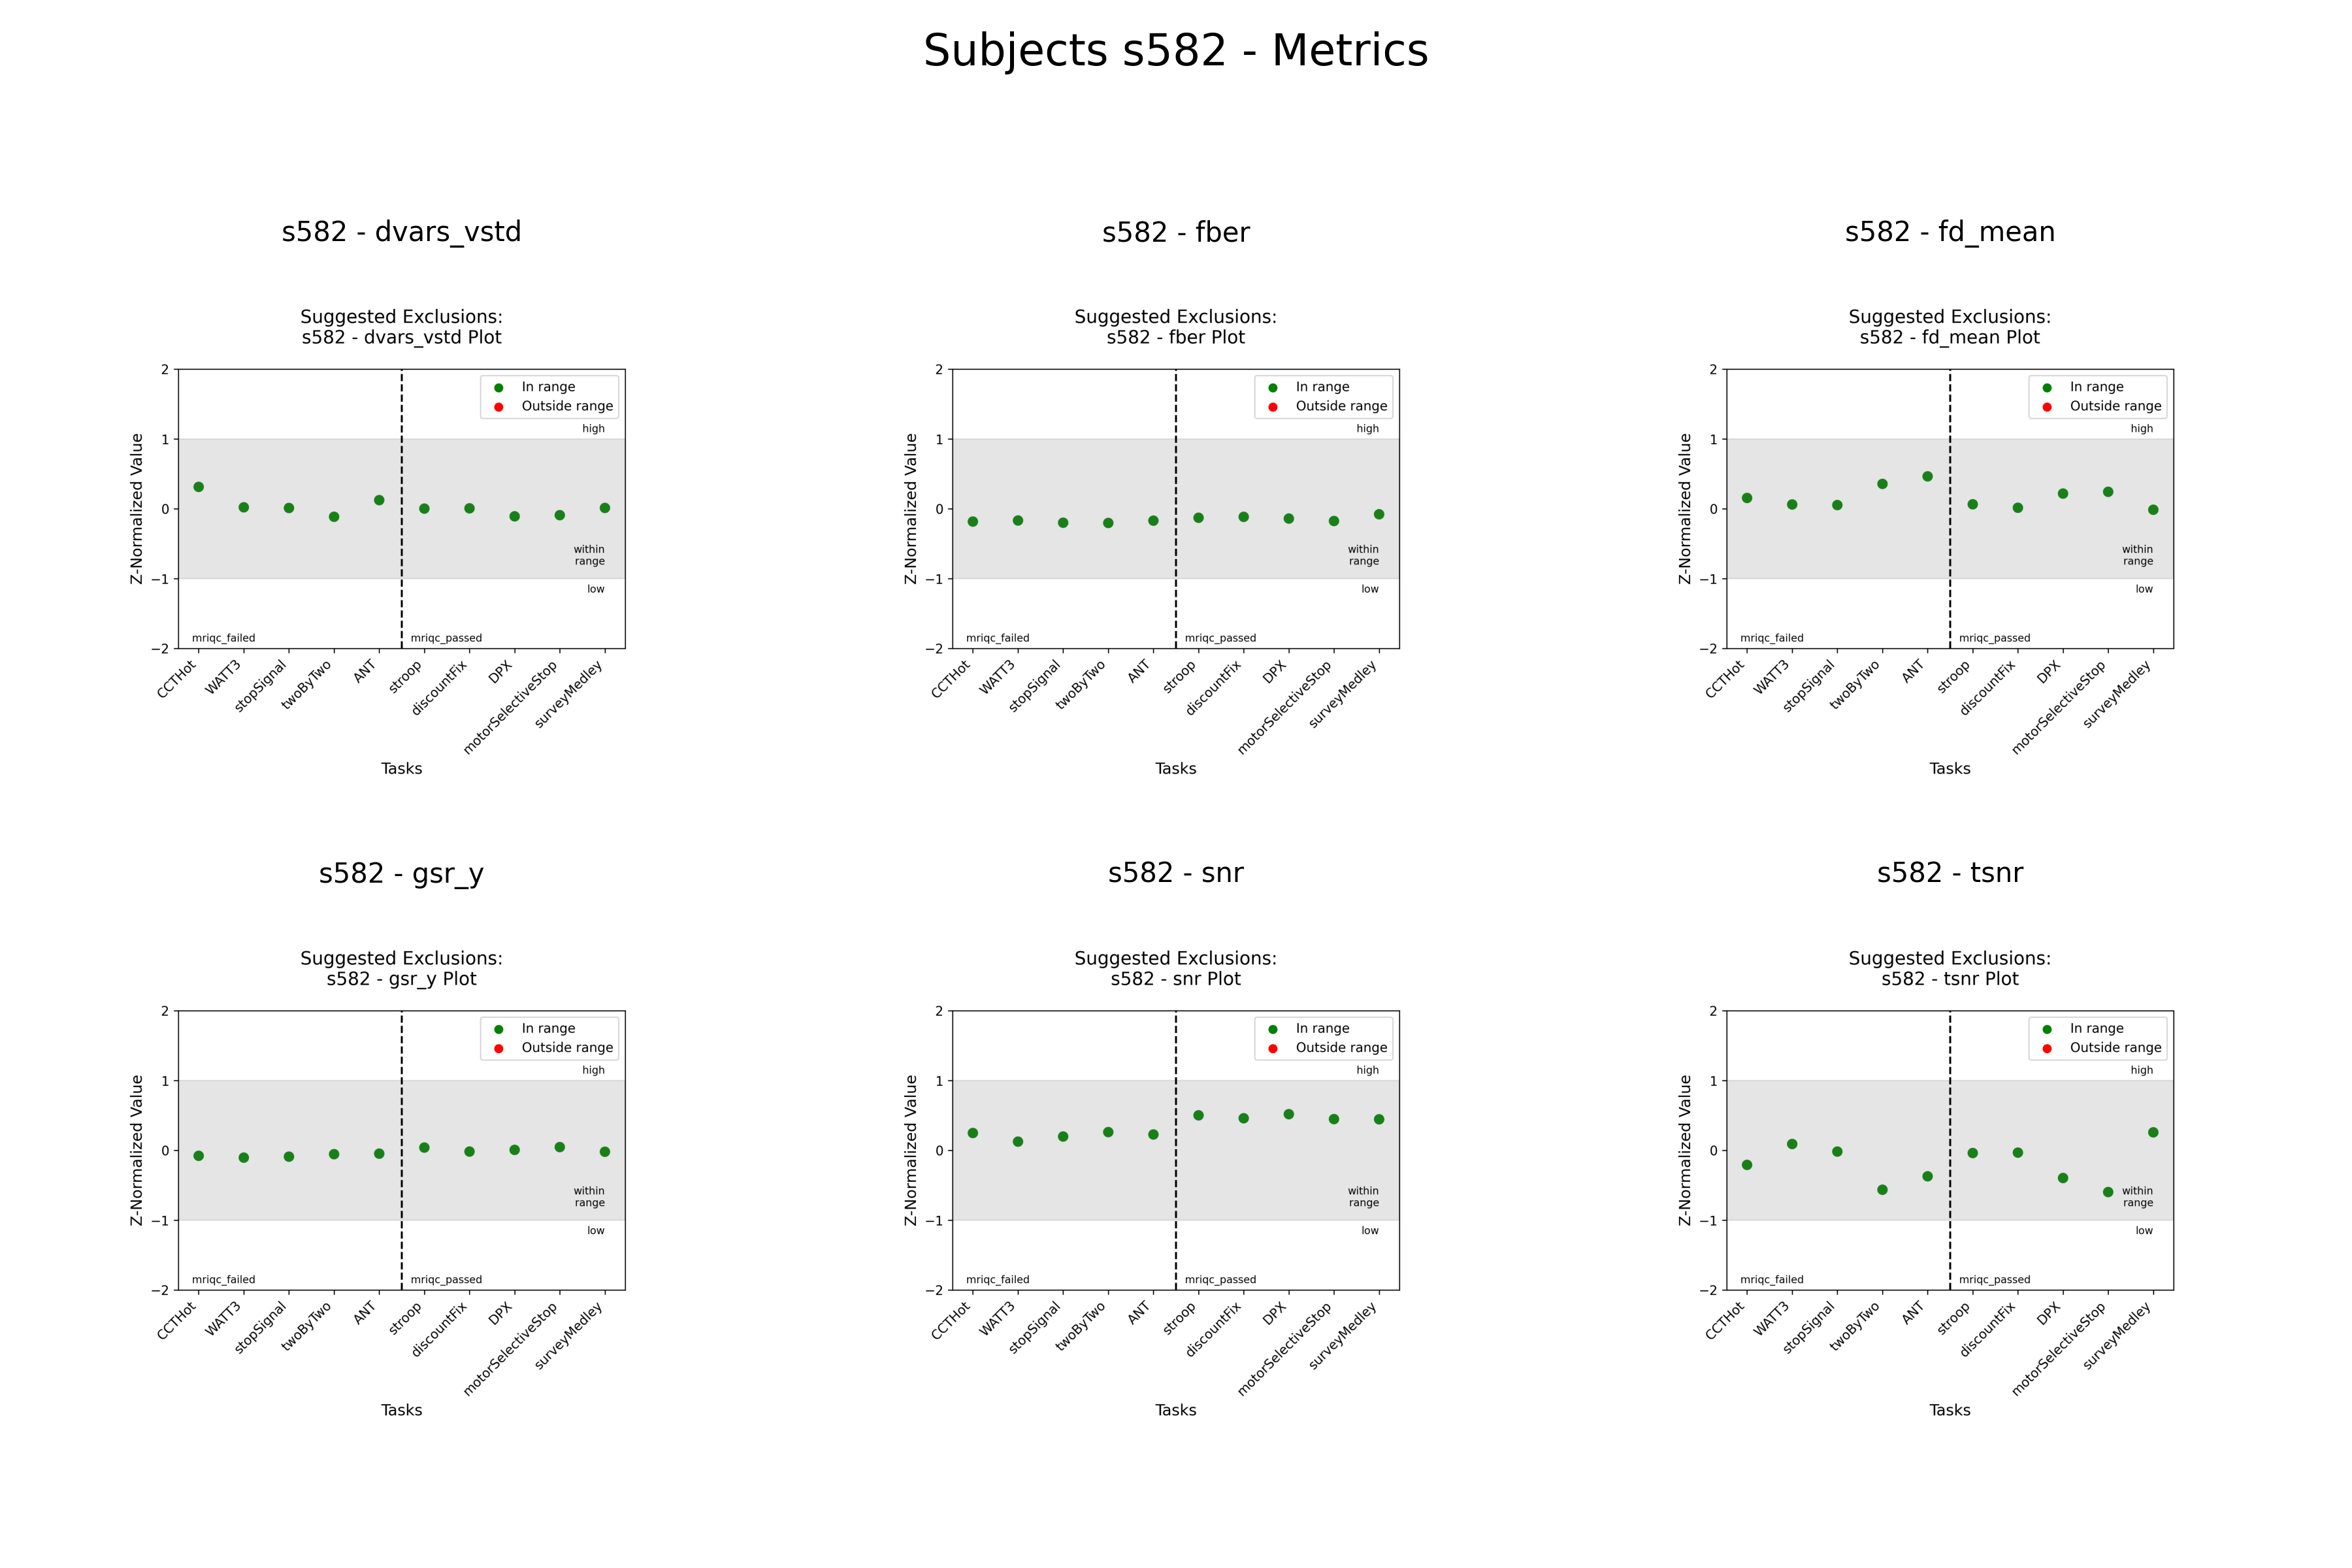 Subjects s582 - Metrics
s582 - dvars_vstd
Suggested Exclusions:
s582 - dvars_vstd Plot
2
1
0
−1
−2
Z-Normalized Value
In range
Outside range
high
within
range
low
mriqc_failed
mriqc_passed
CCTHot
WATT3
stopSignal
twoByTwo
ANT
stroop
discountFix
DPX
motorSelectiveStop
surveyMedley
Tasks
s582 - fber
Suggested Exclusions:
s582 - fber Plot
2
1
0
−1
−2
Z-Normalized Value
In range
Outside range
high
within
range
low
mriqc_failed
mriqc_passed
CCTHot
WATT3
stopSignal
twoByTwo
ANT
stroop
discountFix
DPX
motorSelectiveStop
surveyMedley
Tasks
s582 - fd_mean
Suggested Exclusions:
s582 - fd_mean Plot
2
1
0
−1
−2
Z-Normalized Value
In range
Outside range
high
within
range
low
mriqc_failed
mriqc_passed
CCTHot
WATT3
stopSignal
twoByTwo
ANT
stroop
discountFix
DPX
motorSelectiveStop
surveyMedley
Tasks
s582 - gsr_y
Suggested Exclusions:
s582 - gsr_y Plot
2
1
0
−1
−2
Z-Normalized Value
In range
Outside range
high
within
range
low
mriqc_failed
mriqc_passed
CCTHot
WATT3
stopSignal
twoByTwo
ANT
stroop
discountFix
DPX
motorSelectiveStop
surveyMedley
Tasks
s582 - snr
Suggested Exclusions:
s582 - snr Plot
2
1
0
−1
−2
Z-Normalized Value
In range
Outside range
high
within
range
low
mriqc_failed
mriqc_passed
CCTHot
WATT3
stopSignal
twoByTwo
ANT
stroop
discountFix
DPX
motorSelectiveStop
surveyMedley
Tasks
s582 - tsnr
Suggested Exclusions:
s582 - tsnr Plot
2
1
0
−1
−2
Z-Normalized Value
In range
Outside range
high
within
range
low
mriqc_failed
mriqc_passed
CCTHot
WATT3
stopSignal
twoByTwo
ANT
stroop
discountFix
DPX
motorSelectiveStop
surveyMedley
Tasks